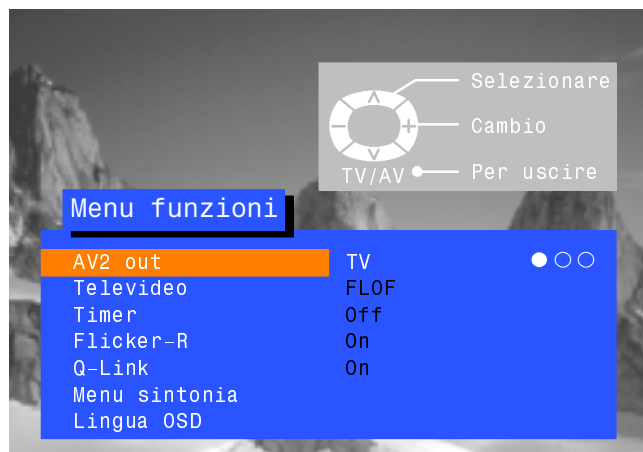 Selezionare
Cambio
TV/AV Per uscire
Menu funzioni
AV2 out TV
Televideo FLOF
Timer Off
Flicker-R On
Q-Link On
Menu sintonia
Lingua OSD